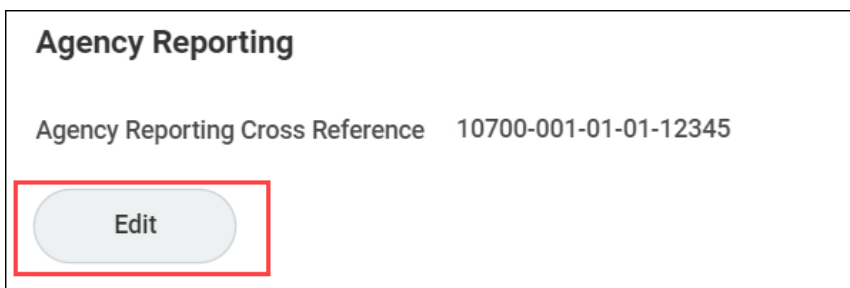 Agency Reporting
Agency Reporting Cross Reference 10700-001-01-01-12345
Edit